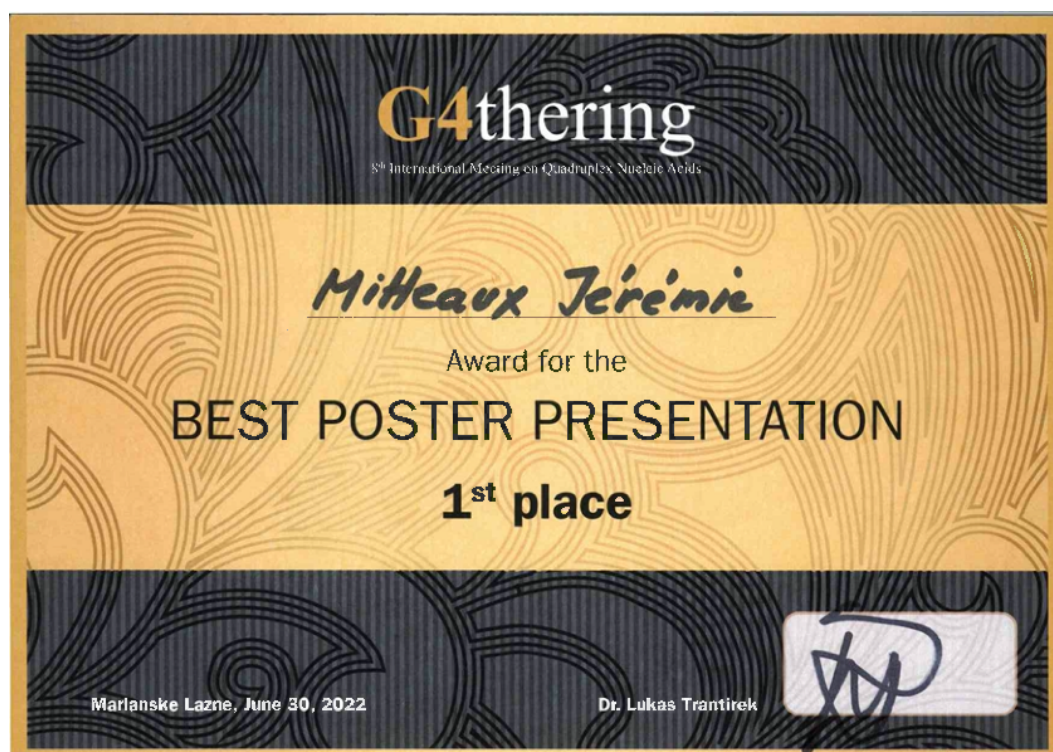 G4thering
8th International Meeting on Quadruplex Nucleic Acids
Mitteaux Jérémie
Award for the
BEST POSTER PRESENTATION
1st place
Marianske Lazne, June 30, 2022
Dr. Lukas Trantirek